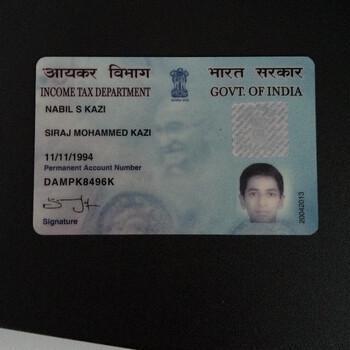 आयकर विभाग
INCOME TAX DEPARTMENT
भारत सरकार
GOVT. OF INDIA
NABIL S KAZI
SIRAJ MOHAMMED KAZI
11/11/1994
Permanent Account Number
DAMPK8496K
Signature
20042013